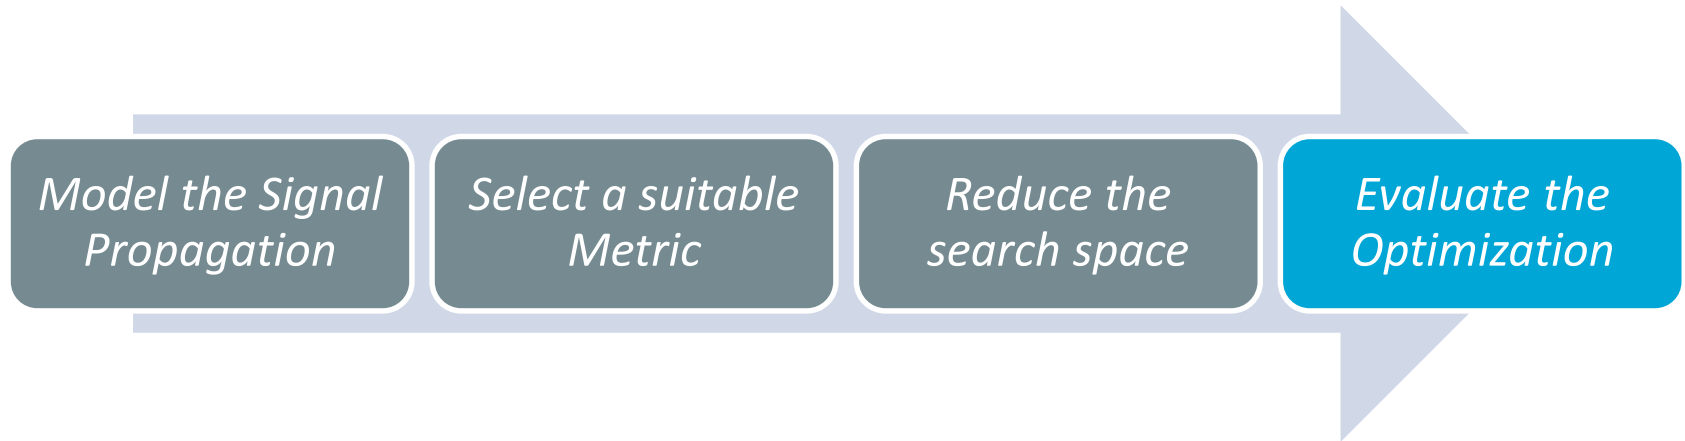 Model the Signal
Propagation
Select a suitable
Metric
Reduce the
search space
Evaluate the
Optimization